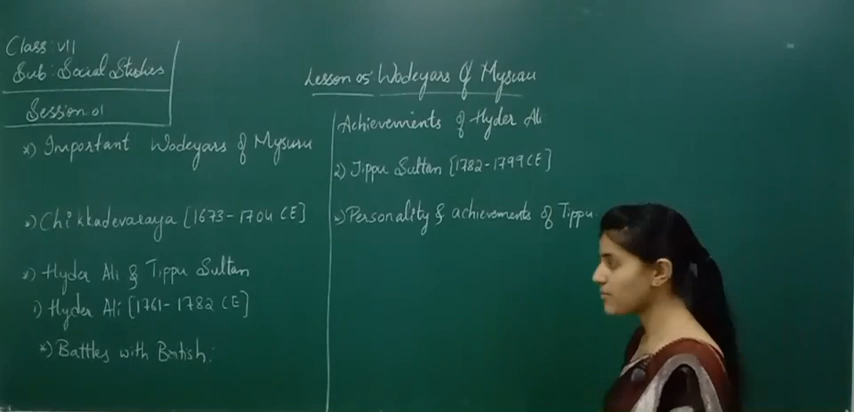 Class: VII
Sub: Social Studies
Session 01
Lesson 05 Wodeyars of Mysuru
*) Important Wodeyars of Mysuru
*) Chikkadevaraya [1673-1704 CE]
*) Hyder Ali & Tippu Sultan
1) Hyder Ali [1761-1782 CE]
*) Battles with British:
Achievements of Hyder Ali
2) Tippu Sultan [1782-1799 CE]
*) Personality & achievements of Tippu.